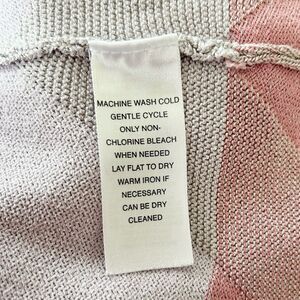 MACHINE WASH COLD
GENTLE CYCLE
ONLY NON-
CHLORINE BLEACH
WHEN NEEDED
LAY FLAT TO DRY
WARM IRON IF
NECESSARY
CAN BE DRY
CLEANED